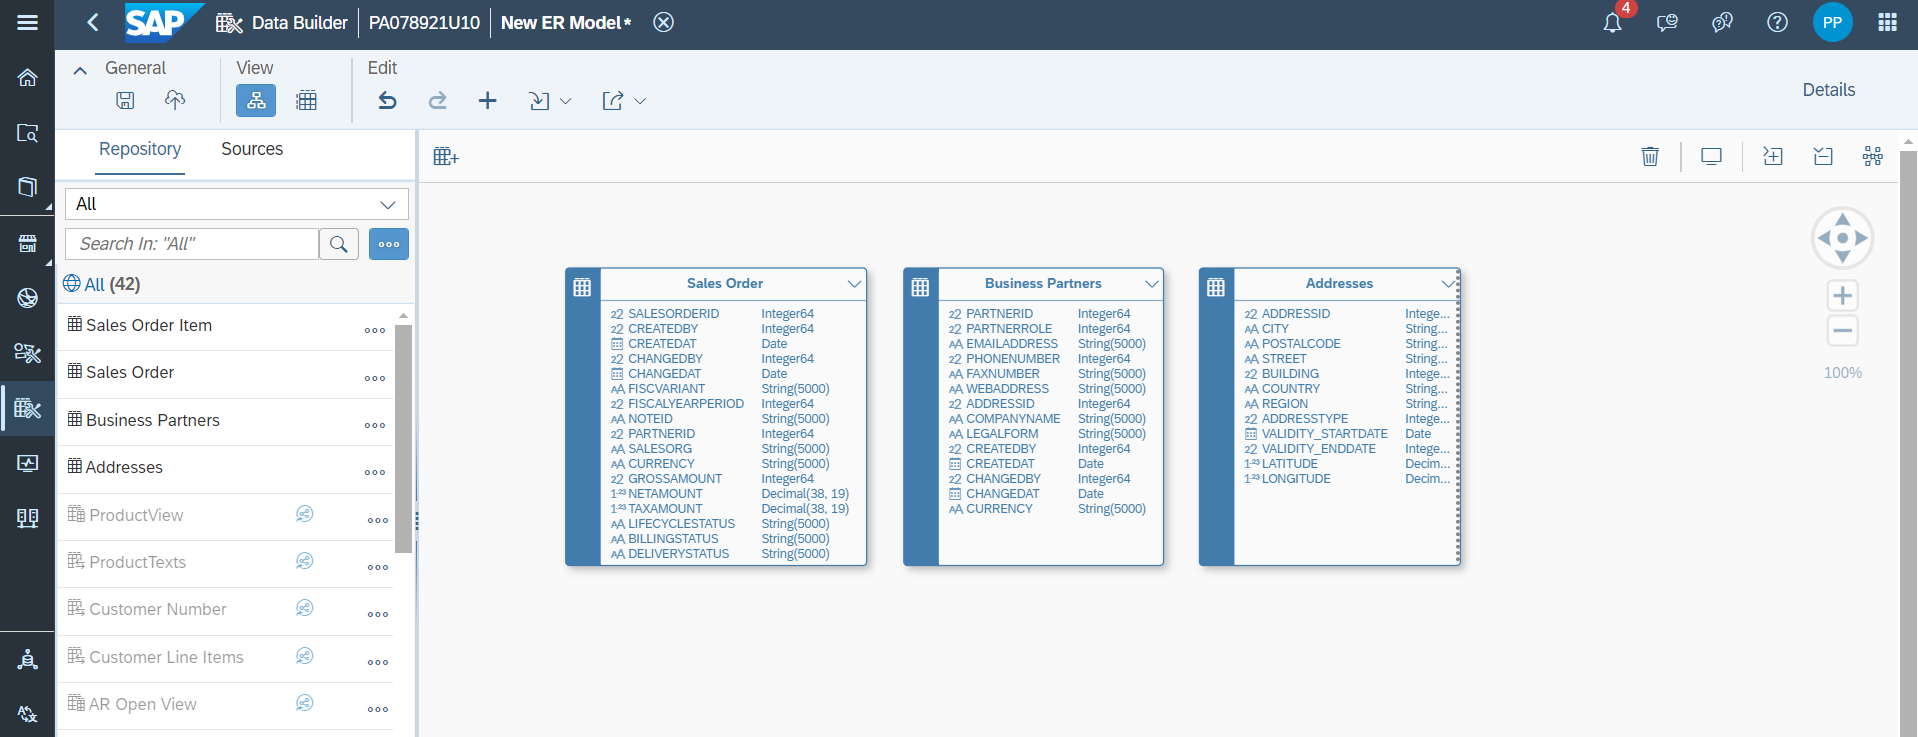 SAP Data Builder PA078921U10 New ER Model* 4 PP
General View Edit
Details
Repository Sources
All
Search In: "All"
All (42)
Sales Order Item
Sales Order
Business Partners
Addresses
ProductView
ProductTexts
Customer Number
Customer Line Items
AR Open View
Sales Order
SALESORDERID Integer64
CREATEDBY Integer64
CREATEDAT Date
CHANGEDBY Integer64
CHANGEDAT Date
FISCVARIANT String(5000)
FISCALYEARPERIOD Integer64
NOTEID String(5000)
PARTNERID Integer64
SALESORG String(5000)
CURRENCY String(5000)
GROSSAMOUNT Integer64
NETAMOUNT Decimal(38, 19)
TAXAMOUNT Decimal(38, 19)
LIFECYCLESTATUS String(5000)
BILLINGSTATUS String(5000)
DELIVERYSTATUS String(5000)
Business Partners
PARTNERID Integer64
PARTNERROLE Integer64
EMAILADDRESS String(5000)
PHONENUMBER Integer64
FAXNUMBER String(5000)
WEBADDRESS String(5000)
ADDRESSID Integer64
COMPANYNAME String(5000)
LEGALFORM String(5000)
CREATEDBY Integer64
CREATEDAT Date
CHANGEDBY Integer64
CHANGEDAT Date
CURRENCY String(5000)
Addresses
ADDRESSID Intege...
CITY String...
POSTALCODE String...
STREET String...
BUILDING Intege...
COUNTRY String...
REGION String...
ADDRESSTYPE Intege...
VALIDITY_STARTDATE Date
VALIDITY_ENDDATE Intege...
LATITUDE Decim...
LONGITUDE Decim...
100%